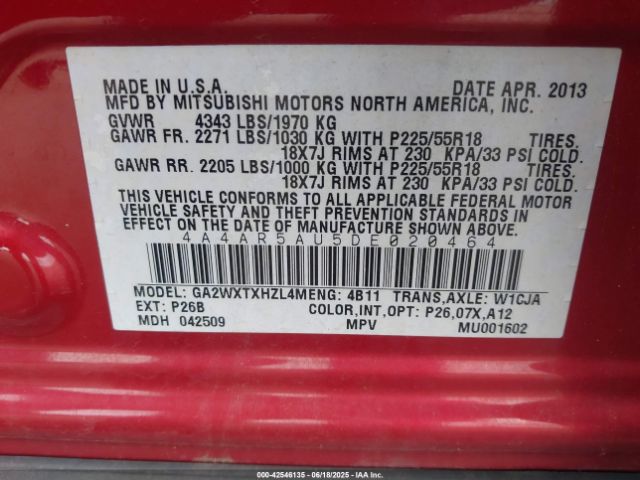 MADE IN U.S.A. DATE APR. 2013
MFD BY MITSUBISHI MOTORS NORTH AMERICA, INC.
GVWR 4343 LBS/1970 KG
GAWR FR. 2271 LBS/1030 KG WITH P225/55R18 TIRES.
18X7J RIMS AT 230 KPA/33 PSI COLD.
GAWR RR. 2205 LBS/1000 KG WITH P225/55R18 TIRES.
18X7J RIMS AT 230 KPA/33 PSI COLD.
THIS VEHICLE CONFORMS TO ALL APPLICABLE FEDERAL MOTOR
VEHICLE SAFETY AND THEFT PREVENTION STANDARDS IN
EFFECT ON THE DATE OF MANUFACTURE SHOWN ABOVE.
4A4AR5AU5DE020464
MODEL: GA2WXTXHZL4MENG: 4B11 TRANS,AXLE: W1CJA
EXT: P26B COLOR,INT,OPT: P26,07X,A12
MDH 042509 MPV MU001602
000-42546135 - 06/18/2025 - IAAI.COM